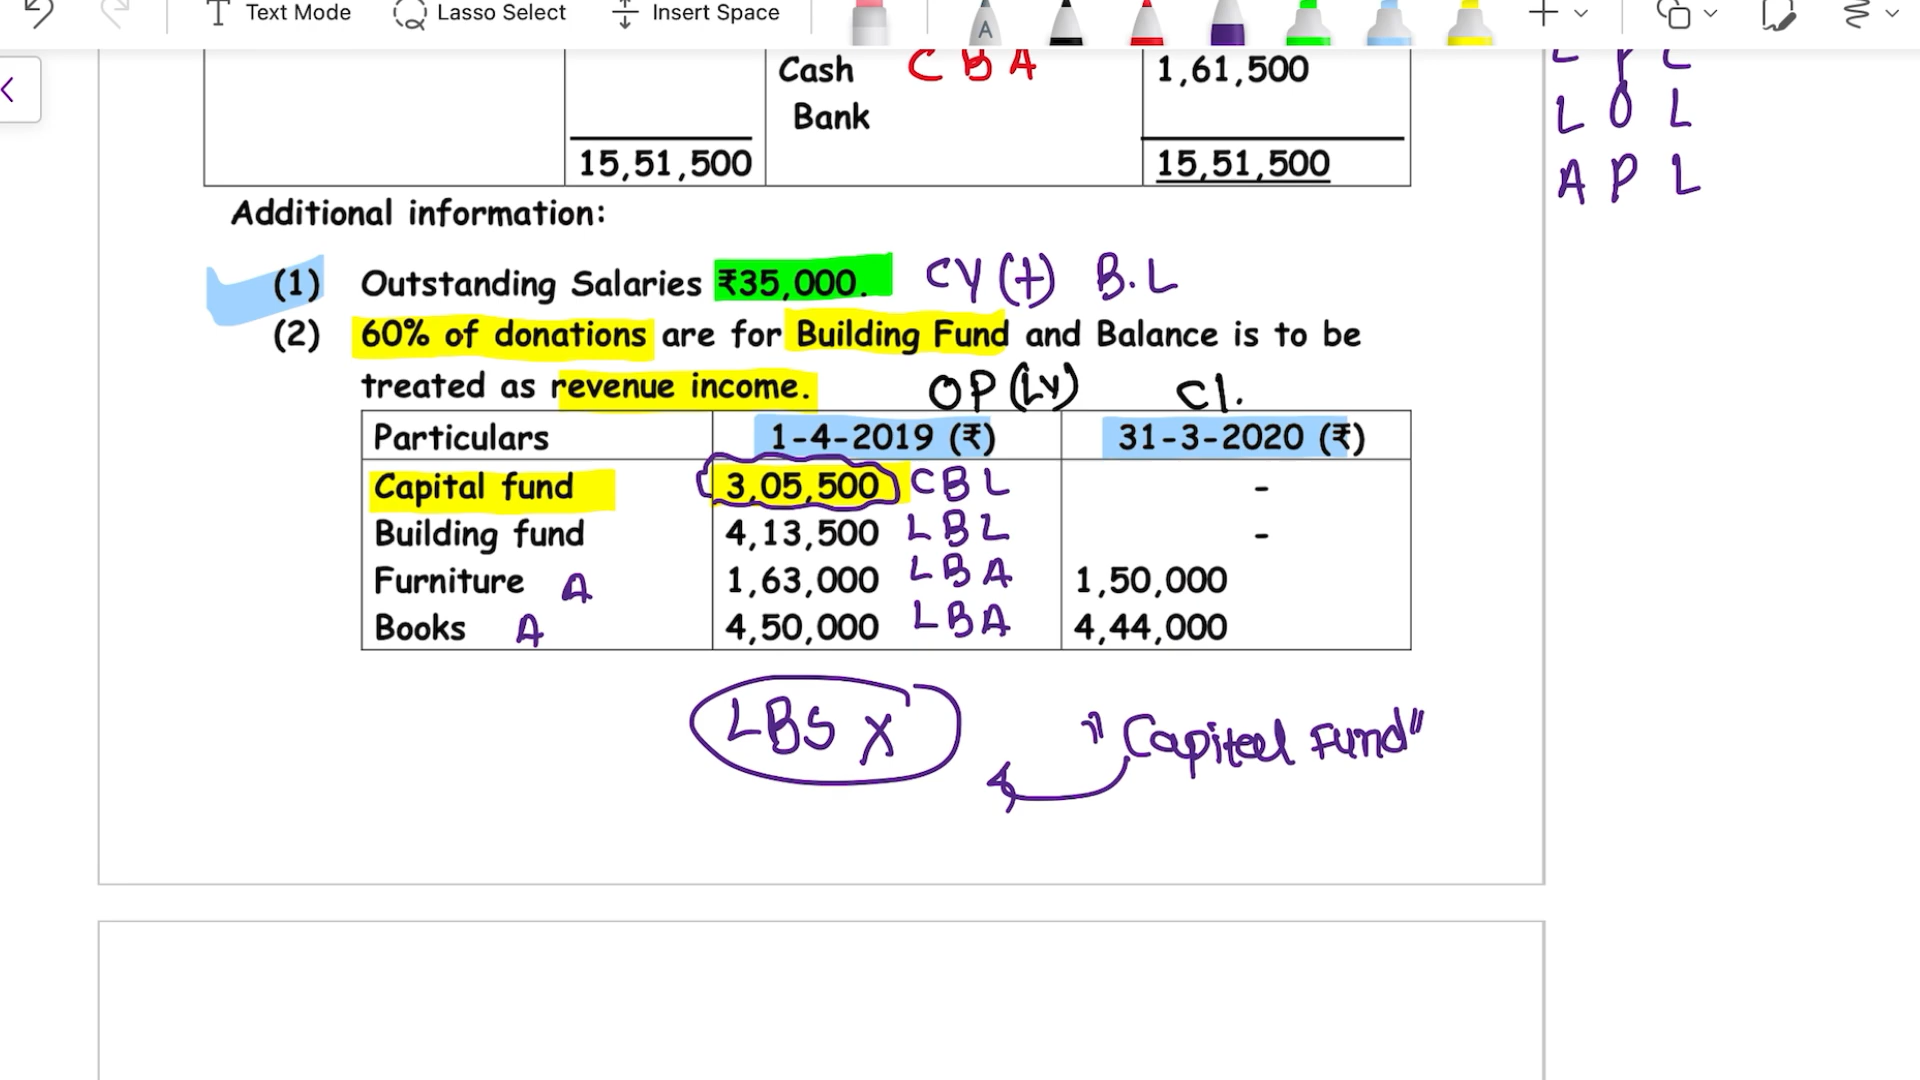 Text Mode Lasso Select Insert Space A
Cash C B A 1,61,500
Bank L O L
15,51,500 15,51,500 A P L
Additional information:
(1) Outstanding Salaries ₹35,000. CY (+) B.L
(2) 60% of donations are for Building Fund and Balance is to be
treated as revenue income. OP (LY) Cl.
Particulars 1-4-2019 (₹) 31-3-2020 (₹)
Capital fund 3,05,500 CBL -
Building fund 4,13,500 LBL -
Furniture A 1,63,000 LBA 1,50,000
Books A 4,50,000 LBA 4,44,000
LBS X "Capital Fund"